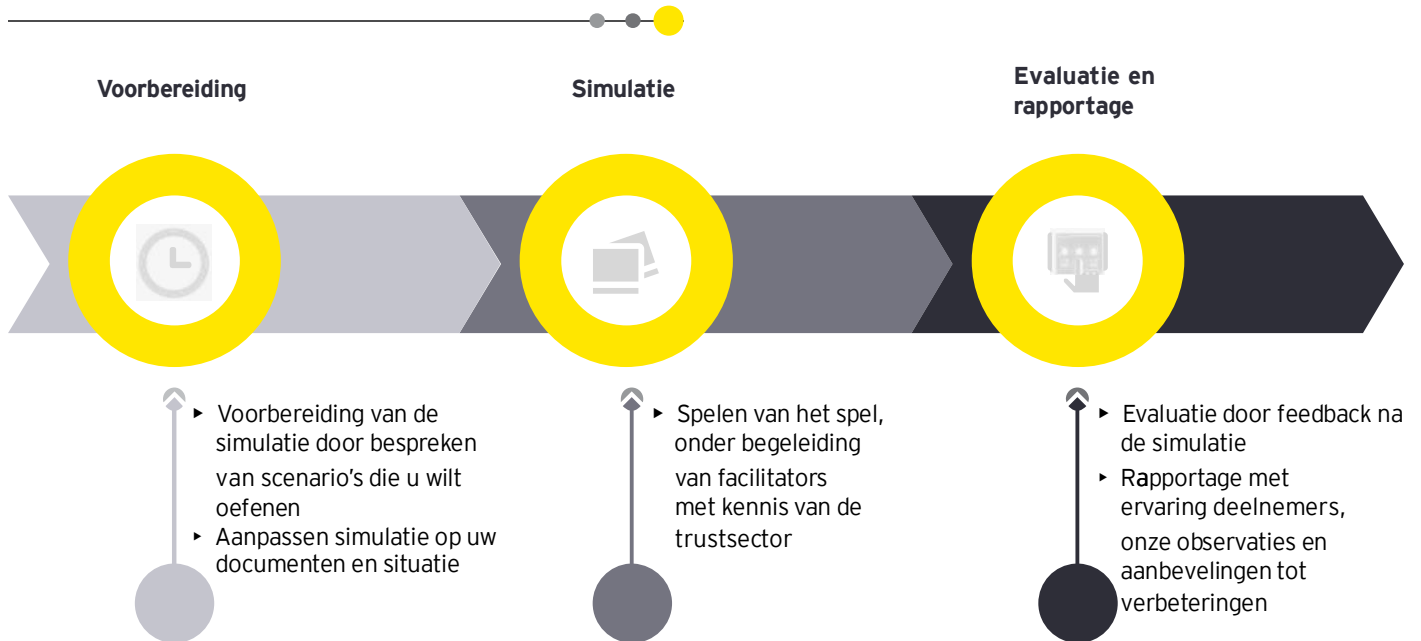 Voorbereiding
Simulatie
Evaluatie en
rapportage
‣ Voorbereiding van de
simulatie door bespreken
van scenario's die u wilt
oefenen
‣ Aanpassen simulatie op uw
documenten en situatie
‣ Spelen van het spel,
onder begeleiding
van facilitators
met kennis van de
trustsector
‣ Evaluatie door feedback na
de simulatie
‣ Rapportage met
ervaring deelnemers,
onze observaties en
aanbevelingen tot
verbeteringen